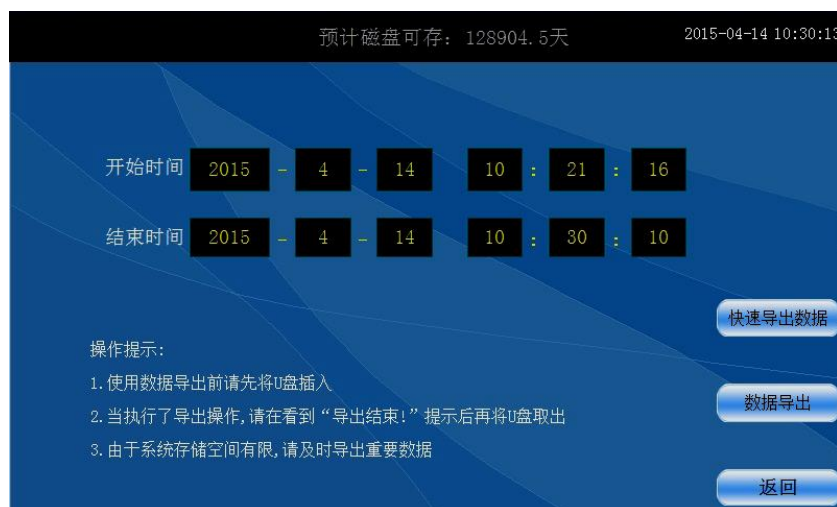 预计磁盘可存: 128904.5天
2015-04-14 10:30:13
开始时间 2015 - 4 - 14 10 : 21 : 16
结束时间 2015 - 4 - 14 10 : 30 : 10
快速导出数据
操作提示:
1.使用数据导出前请先将U盘插入
数据导出
2.当执行了导出操作,请在看到“导出结束!”提示后再将U盘取出
3.由于系统存储空间有限,请及时导出重要数据
返回